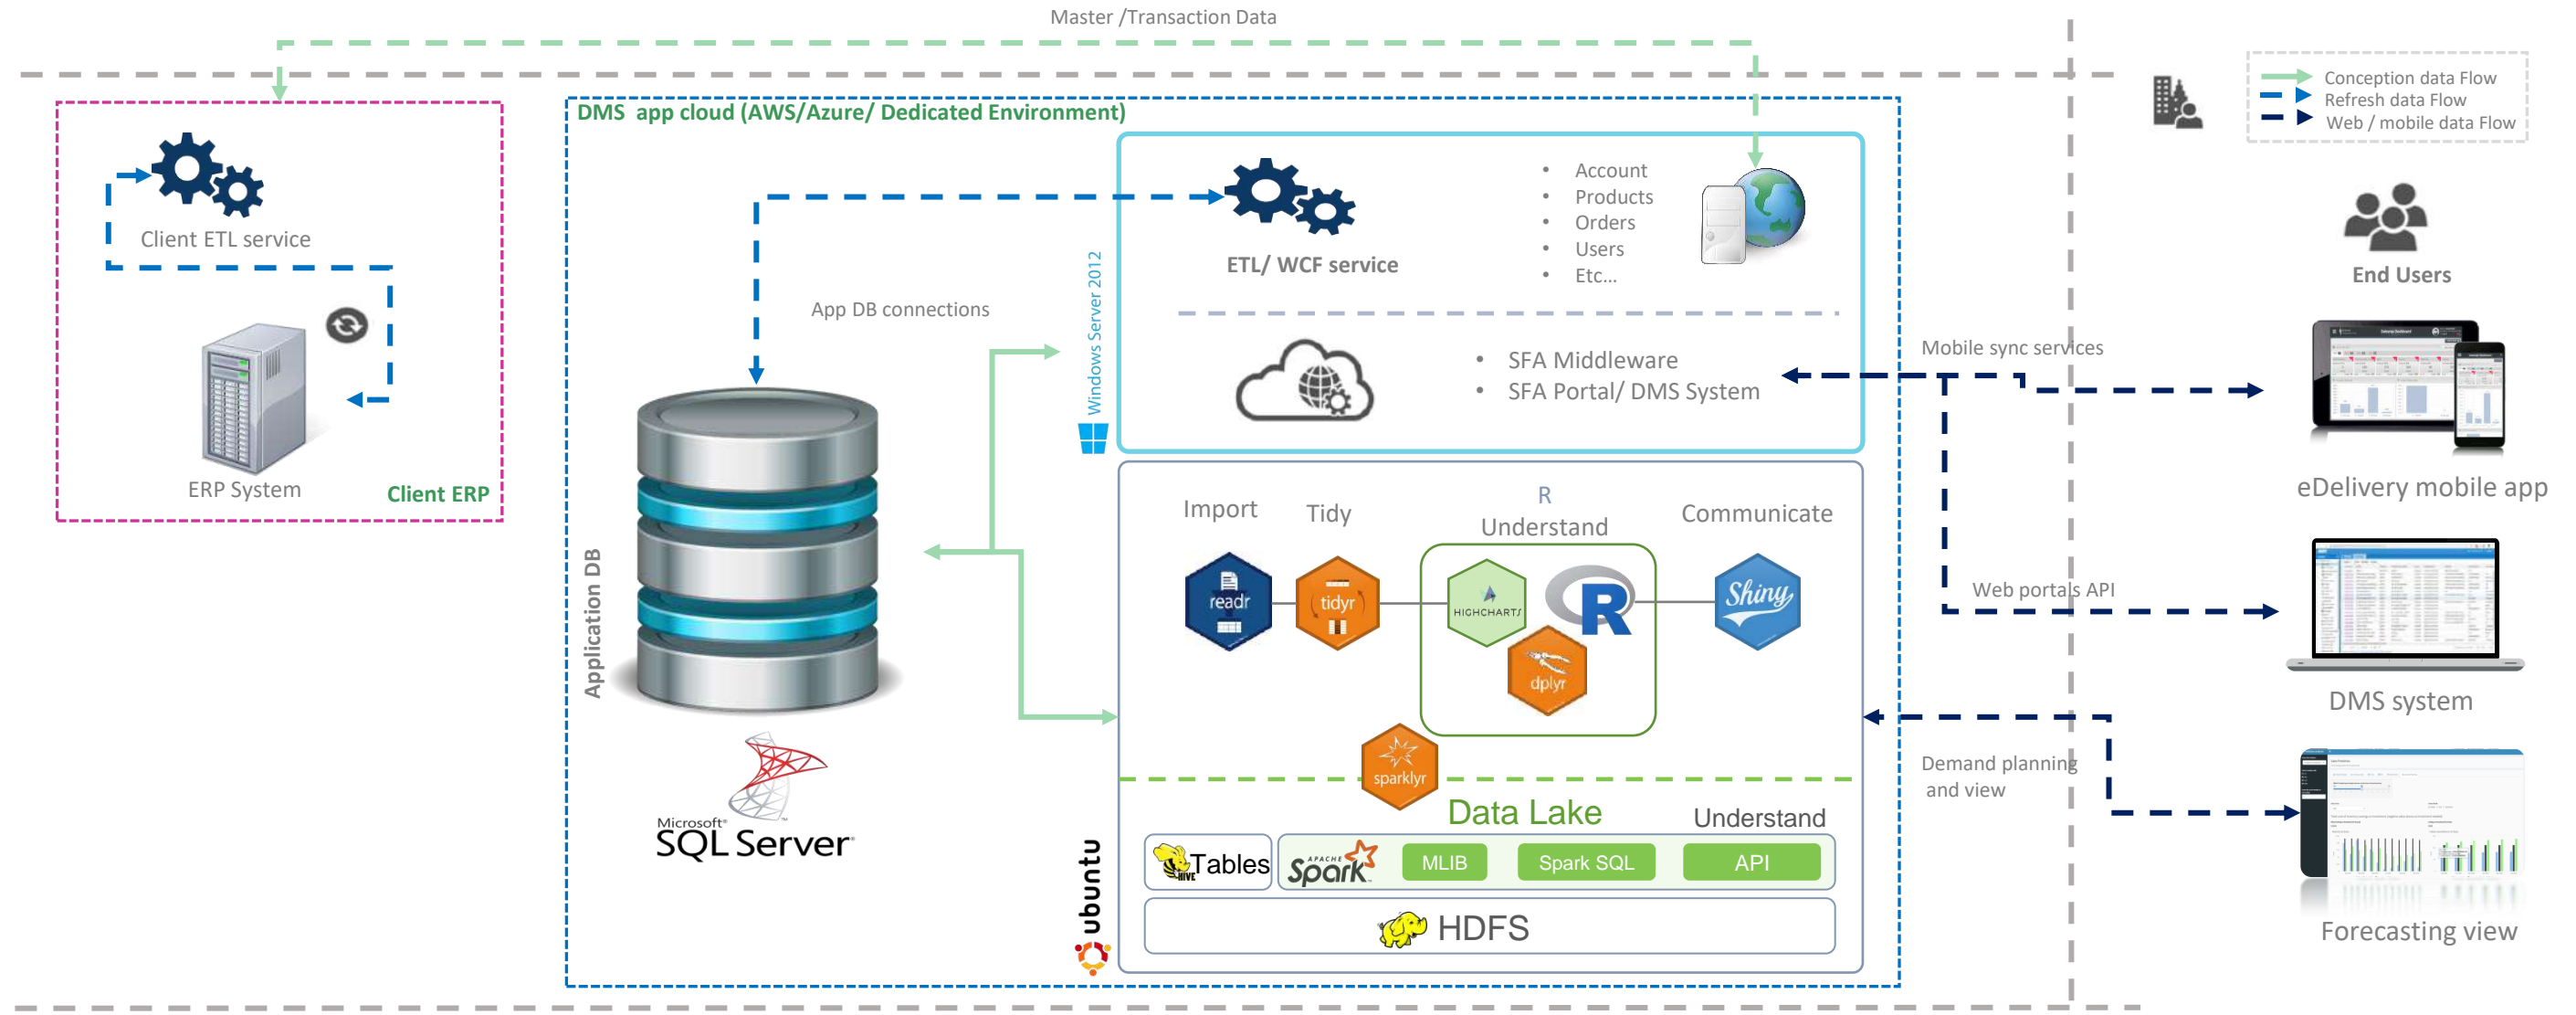 Master /Transaction Data
Conception data Flow
Refresh data Flow
Web / mobile data Flow
DMS app cloud (AWS/Azure/ Dedicated Environment)
Client ETL service
ERP System
Client ERP
App DB connections
Application DB
Microsoft®
SQL Server®
Windows Server 2012
ETL/ WCF service
• Account
• Products
• Orders
• Users
• Etc...
• SFA Middleware
• SFA Portal/ DMS System
Import
Tidy
R
Understand
Communicate
readr
tidyr
HIGHCHARTS
R
dplyr
Shiny
sparklyr
Data Lake
Understand
HIVE
Tables
APACHE
Spark™
MLIB
Spark SQL
API
HDFS
ubuntu
Mobile sync services
Web portals API
Demand planning
and view
End Users
eDelivery mobile app
DMS system
Forecasting view